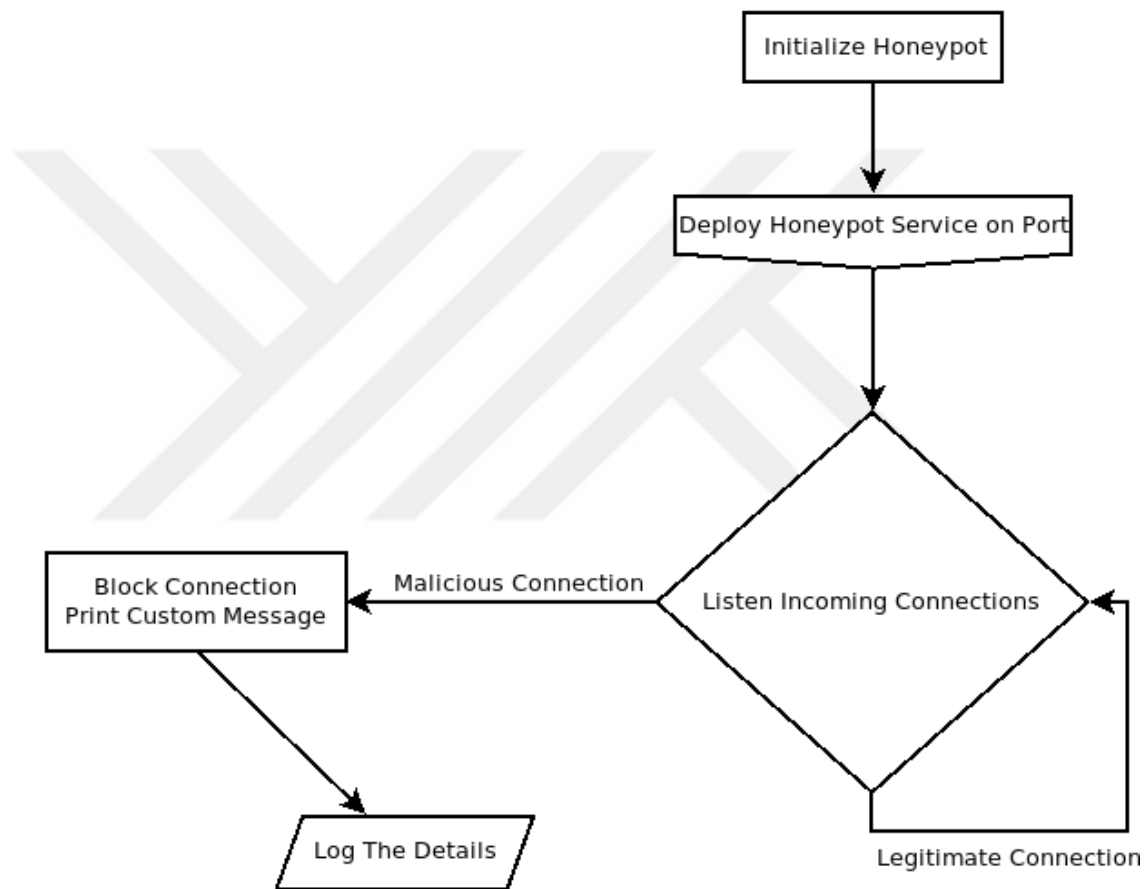 Initialize Honeypot
Deploy Honeypot Service on Port
Listen Incoming Connections
Malicious Connection
Block Connection
Print Custom Message
Log The Details
Legitimate Connection